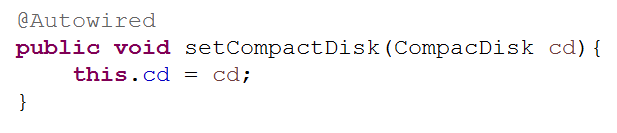 @Autowired
public void setCompactDisk(CompacDisk cd){
    this.cd = cd;
}